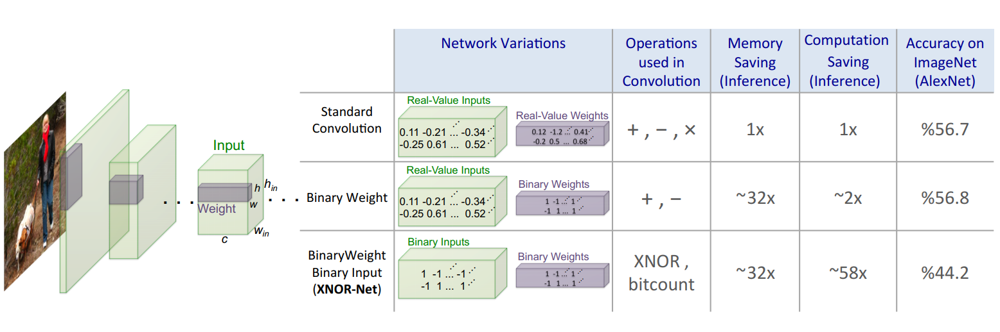 Network Variations
Operations
used in
Convolution
Memory
Saving
(Inference)
Computation
Saving
(Inference)
Accuracy on
ImageNet
(AlexNet)
Input
Weight
h
w
h_in
w_in
c
. . .
. . .
Standard
Convolution
Real-Value Inputs
0.11 -0.21 ... -0.34
-0.25 0.61 ... 0.52
Real-Value Weights
0.12 -1.2 ... 0.41
-0.2 0.5 ... 0.68
+ , − , ×
1x
1x
%56.7
Binary Weight
Real-Value Inputs
0.11 -0.21 ... -0.34
-0.25 0.61 ... 0.52
Binary Weights
1 -1 ... 1
-1 1 ... 1
+ , −
~32x
~2x
%56.8
BinaryWeight
Binary Input
(XNOR-Net)
Binary Inputs
1 -1 ... -1
-1 1 ... 1
Binary Weights
1 -1 ... 1
-1 1 ... 1
XNOR ,
bitcount
~32x
~58x
%44.2